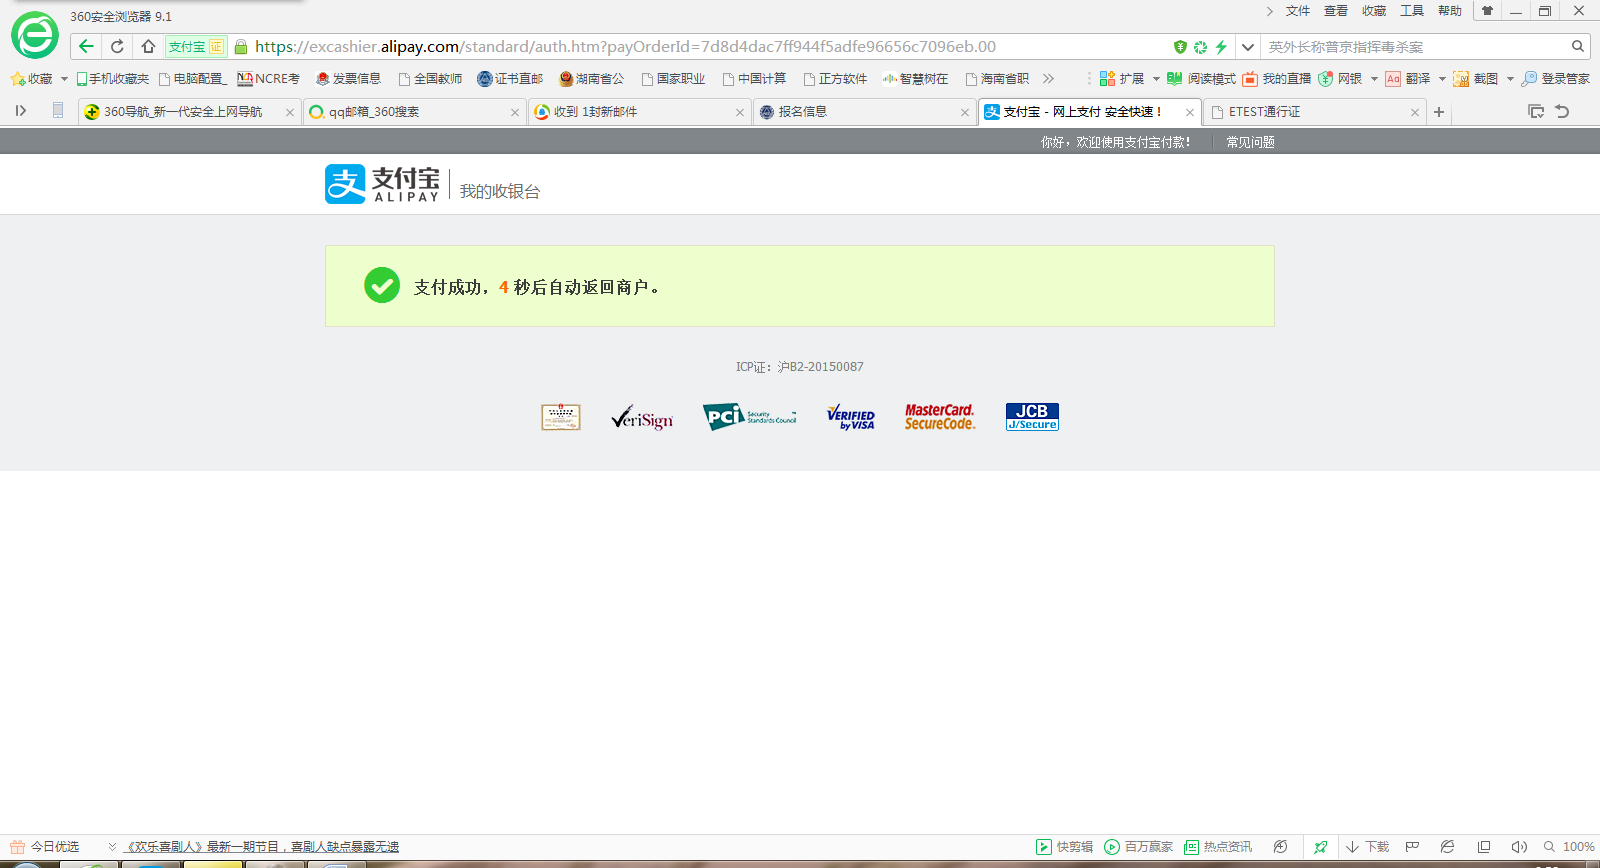 360安全浏览器 9.1
文件 查看 收藏 工具 帮助
支付宝 证 https://excashier.alipay.com/standard/auth.htm?payOrderId=7d8d4dac7ff944f5adfe96656c7096eb.00
英外长称普京指挥毒杀案
收藏 手机收藏夹 电脑配置_ NCRE考 发票信息 全国教师 证书直邮 湖南省公 国家职业 中国计算 正方软件 智慧树在 海南省职 扩展 阅读模式 我的直播 网银 翻译 截图 登录管家
360导航_新一代安全上网导航 qq邮箱_360搜索 收到 1封新邮件 报名信息 支付宝 - 网上支付 安全快速！ ETEST通行证
你好，欢迎使用支付宝付款！ 常见问题
支 支付宝 ALIPAY 我的收银台
支付成功，4 秒后自动返回商户。
ICP证：沪B2-20150087
VeriSign PCI Security Standards Council VERIFIED by VISA MasterCard. SecureCode. JCB J/Secure
今日优选 《欢乐喜剧人》最新一期节目，喜剧人缺点暴露无遗 快剪辑 百万赢家 热点资讯 下载 100%